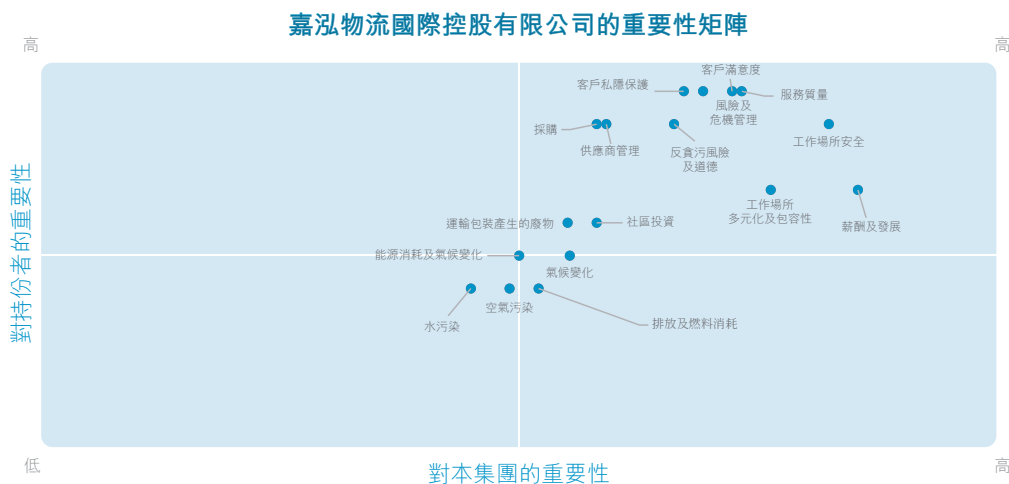 嘉泓物流國際控股有限公司的重要性矩陣
高
高
客戶滿意度
客戶私隱保護
服務質量
風險及
危機管理
採購
供應商管理
反貪污風險
及道德
工作場所安全
工作場所
多元化及包容性
薪酬及發展
運輸包裝產生的廢物
社區投資
能源消耗及氣候變化
氣候變化
空氣污染
水污染
排放及燃料消耗
對持份者的重要性
低
對本集團的重要性
高